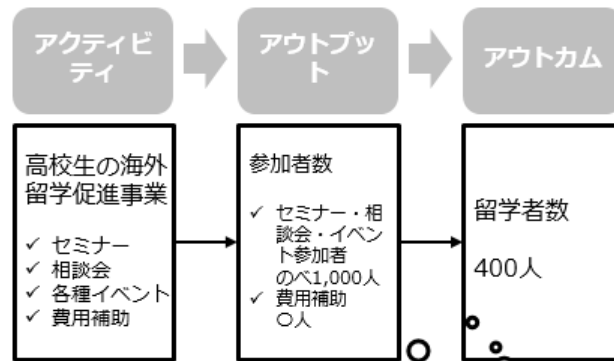 アクティビ
ティ
アウトプッ
ト
アウトカム
高校生の海外
留学促進事業
✓ セミナー
✓ 相談会
✓ 各種イベント
✓ 費用補助
参加者数
✓ セミナー・相
談会・イベン
ト参加者
のべ1,000人
✓ 費用補助
〇人
留学者数
400人